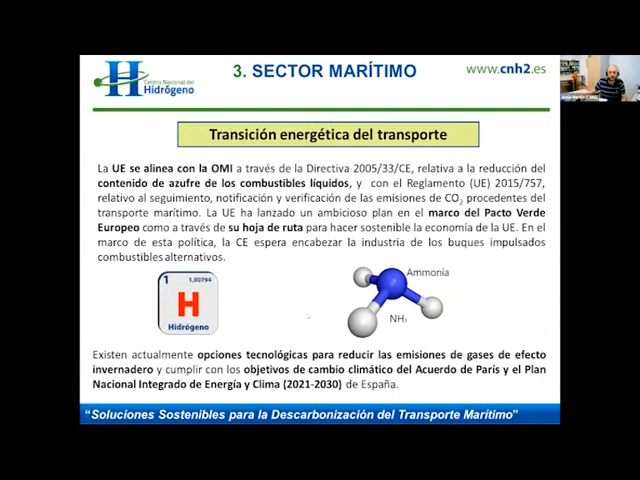 Centro Nacional del
Hidrógeno
3. SECTOR MARÍTIMO
www.cnh2.es
Transición energética del transporte
La UE se alinea con la OMI a través de la Directiva 2005/33/CE, relativa a la reducción del
contenido de azufre de los combustibles líquidos, y con el Reglamento (UE) 2015/757,
relativo al seguimiento, notificación y verificación de las emisiones de CO2 procedentes del
transporte marítimo. La UE ha lanzado un ambicioso plan en el marco del Pacto Verde
Europeo como a través de su hoja de ruta para hacer sostenible la economía de la UE. En el
marco de esta política, la CE espera encabezar la industria de los buques impulsados
combustibles alternativos.
1 1,00794
H
Hidrógeno
Ammonia
NH3
Existen actualmente opciones tecnológicas para reducir las emisiones de gases de efecto
invernadero y cumplir con los objetivos de cambio climático del Acuerdo de París y el Plan
Nacional Integrado de Energía y Clima (2021-2030) de España.
“Soluciones Sostenibles para la Descarbonización del Transporte Marítimo”